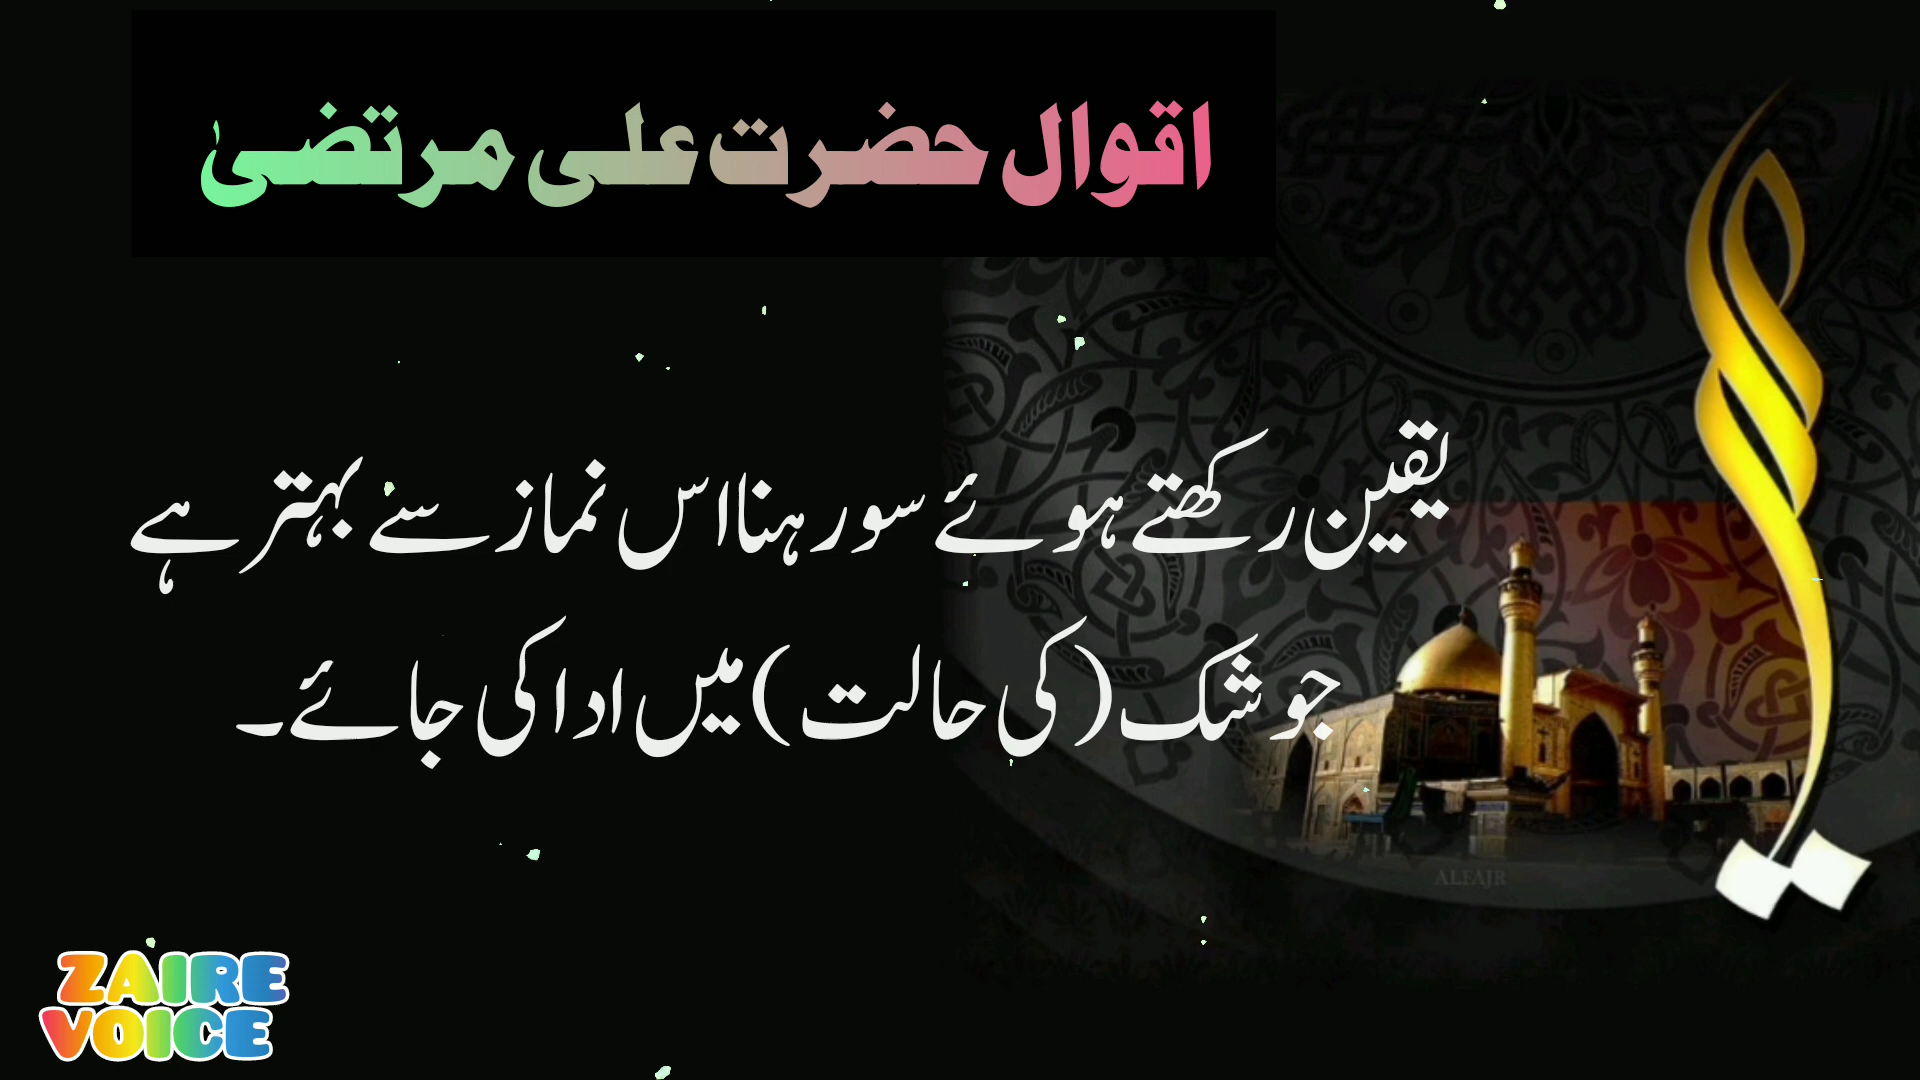 اقوال حضرت علی مرتضیٰ
یقین رکھتے ہوئے سو رہنا اس نماز سے بہتر ہے
جو شک (کی حالت) میں ادا کی جائے۔
ALFAJR
ZAIRE
VOICE